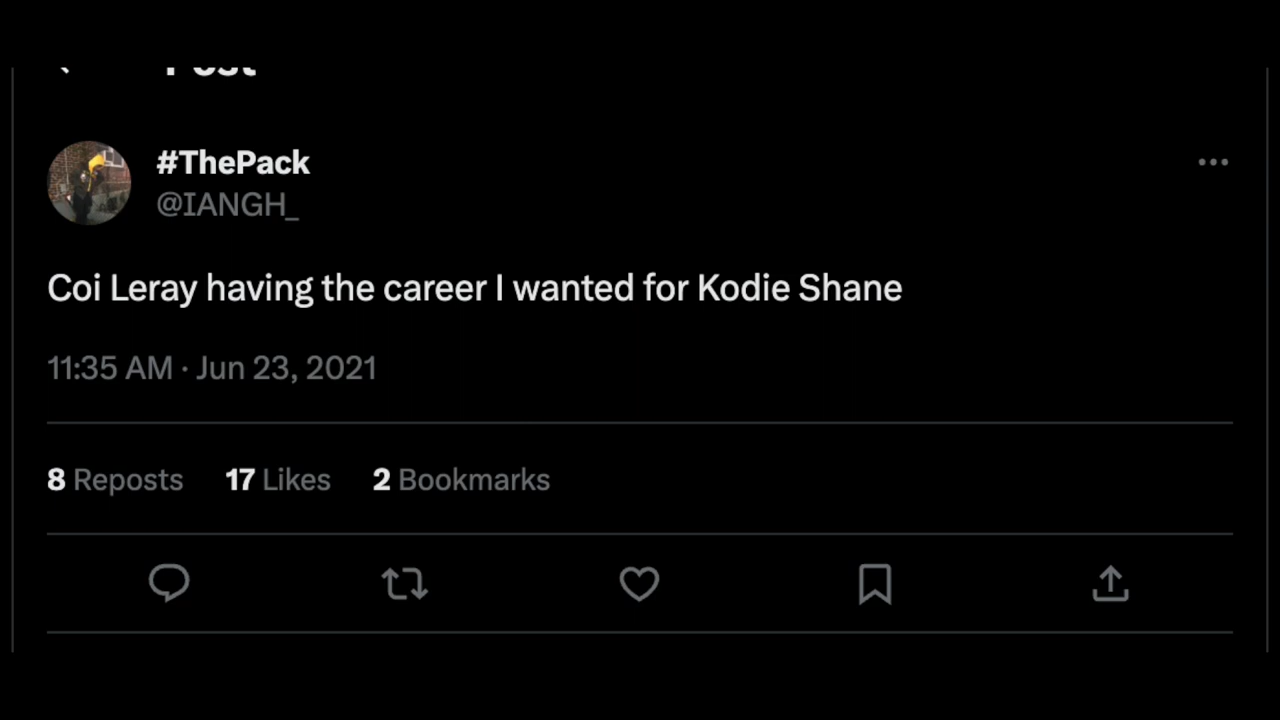 Post
#ThePack
@IANGH_
Coi Leray having the career I wanted for Kodie Shane
11:35 AM · Jun 23, 2021
8 Reposts 17 Likes 2 Bookmarks